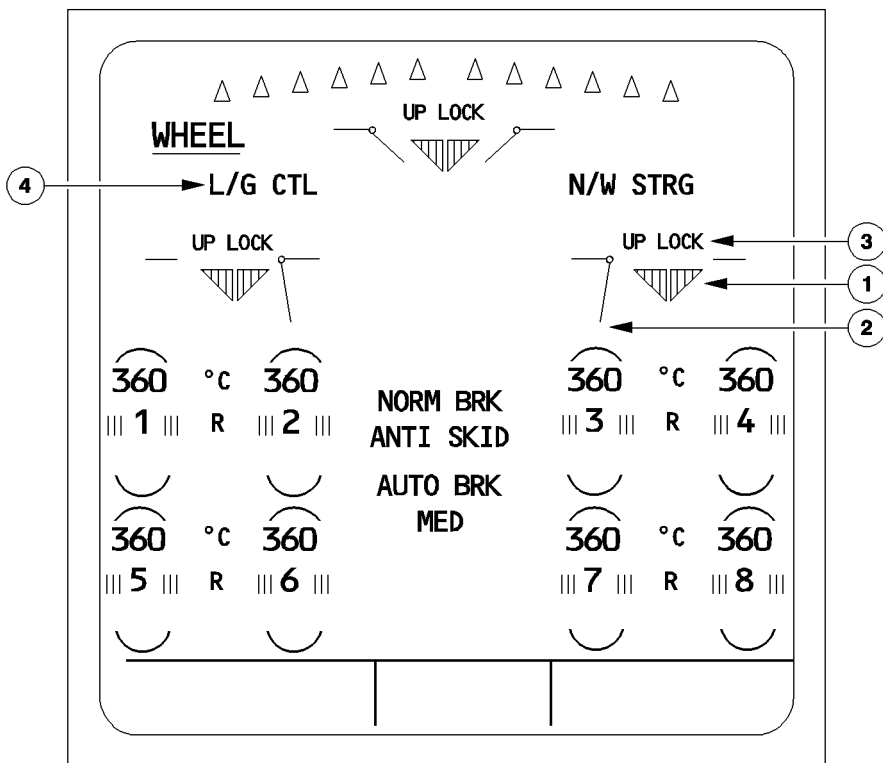 UP LOCK
WHEEL
4 L/G CTL N/W STRG
UP LOCK UP LOCK 3
1
2
360 °C 360 360 °C 360
1 R 2 NORM BRK 3 R 4
ANTI SKID
AUTO BRK
MED
360 °C 360 360 °C 360
5 R 6 7 R 8